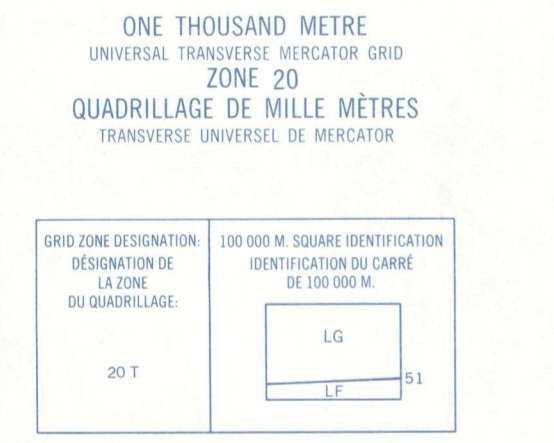 ONE THOUSAND METRE
UNIVERSAL TRANSVERSE MERCATOR GRID
ZONE 20
QUADRILLAGE DE MILLE MÈTRES
TRANSVERSE UNIVERSEL DE MERCATOR
GRID ZONE DESIGNATION:
DÉSIGNATION DE
LA ZONE
DU QUADRILLAGE:
20 T
100 000 M. SQUARE IDENTIFICATION
IDENTIFICATION DU CARRÉ
DE 100 000 M.
LG
51
LF